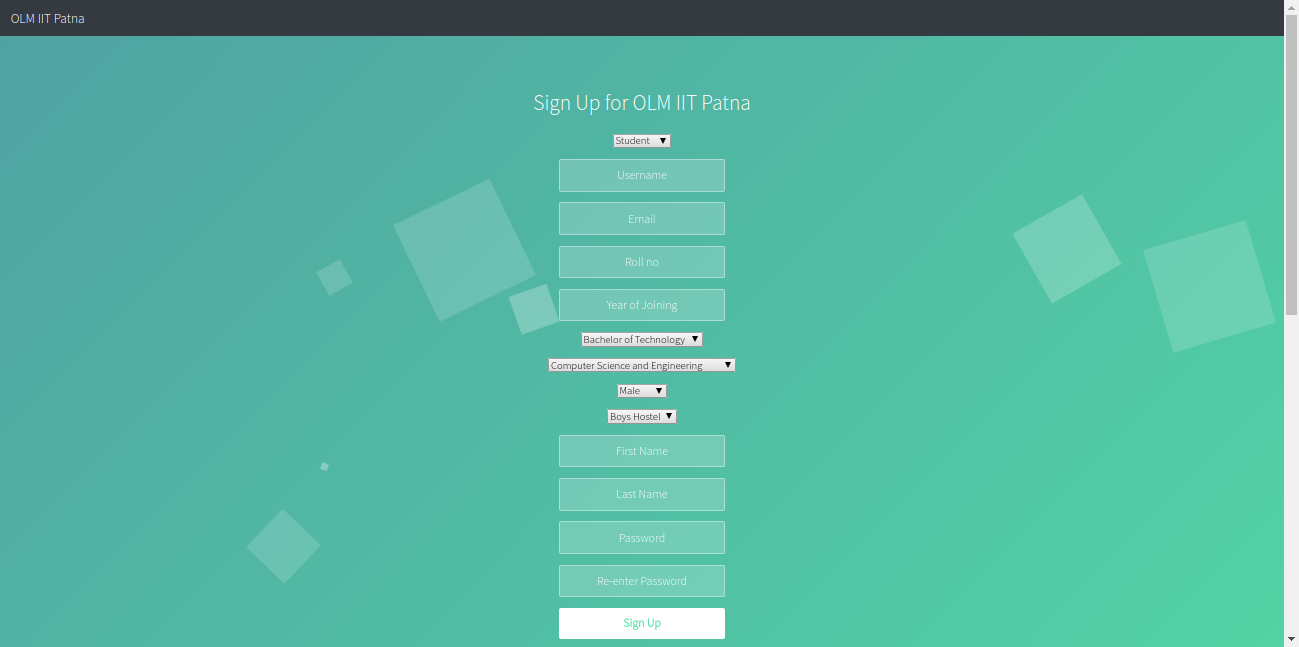 OLM IIT Patna
Sign Up for OLM IIT Patna
Student
Username
Email
Roll no
Year of Joining
Bachelor of Technology
Computer Science and Engineering
Male
Boys Hostel
First Name
Last Name
Password
Re-enter Password
Sign Up